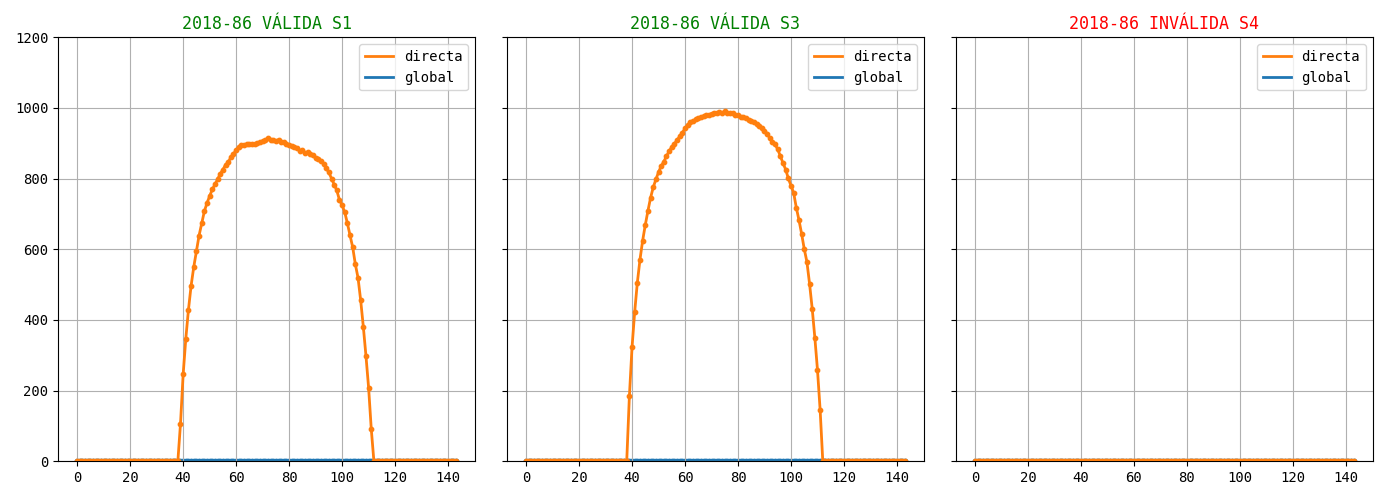 2018-86 VÁLIDA S1
2018-86 VÁLIDA S3
2018-86 INVÁLIDA S4
1200
1000
800
600
400
200
0
directa
global
directa
global
directa
global
0 20 40 60 80 100 120 140
0 20 40 60 80 100 120 140
0 20 40 60 80 100 120 140